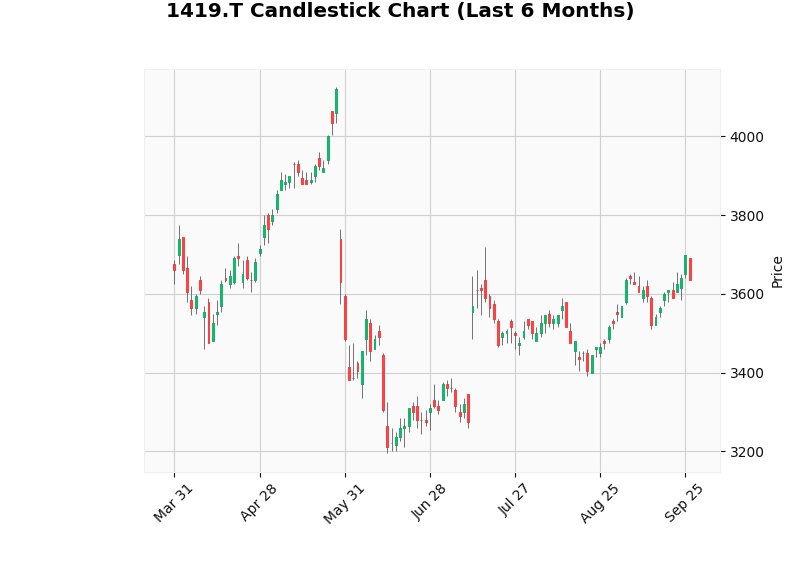 1419.T Candlestick Chart (Last 6 Months)
4000
3800
3600
3400
3200
Price
Mar 31
Apr 28
May 31
Jun 28
Jul 27
Aug 25
Sep 25